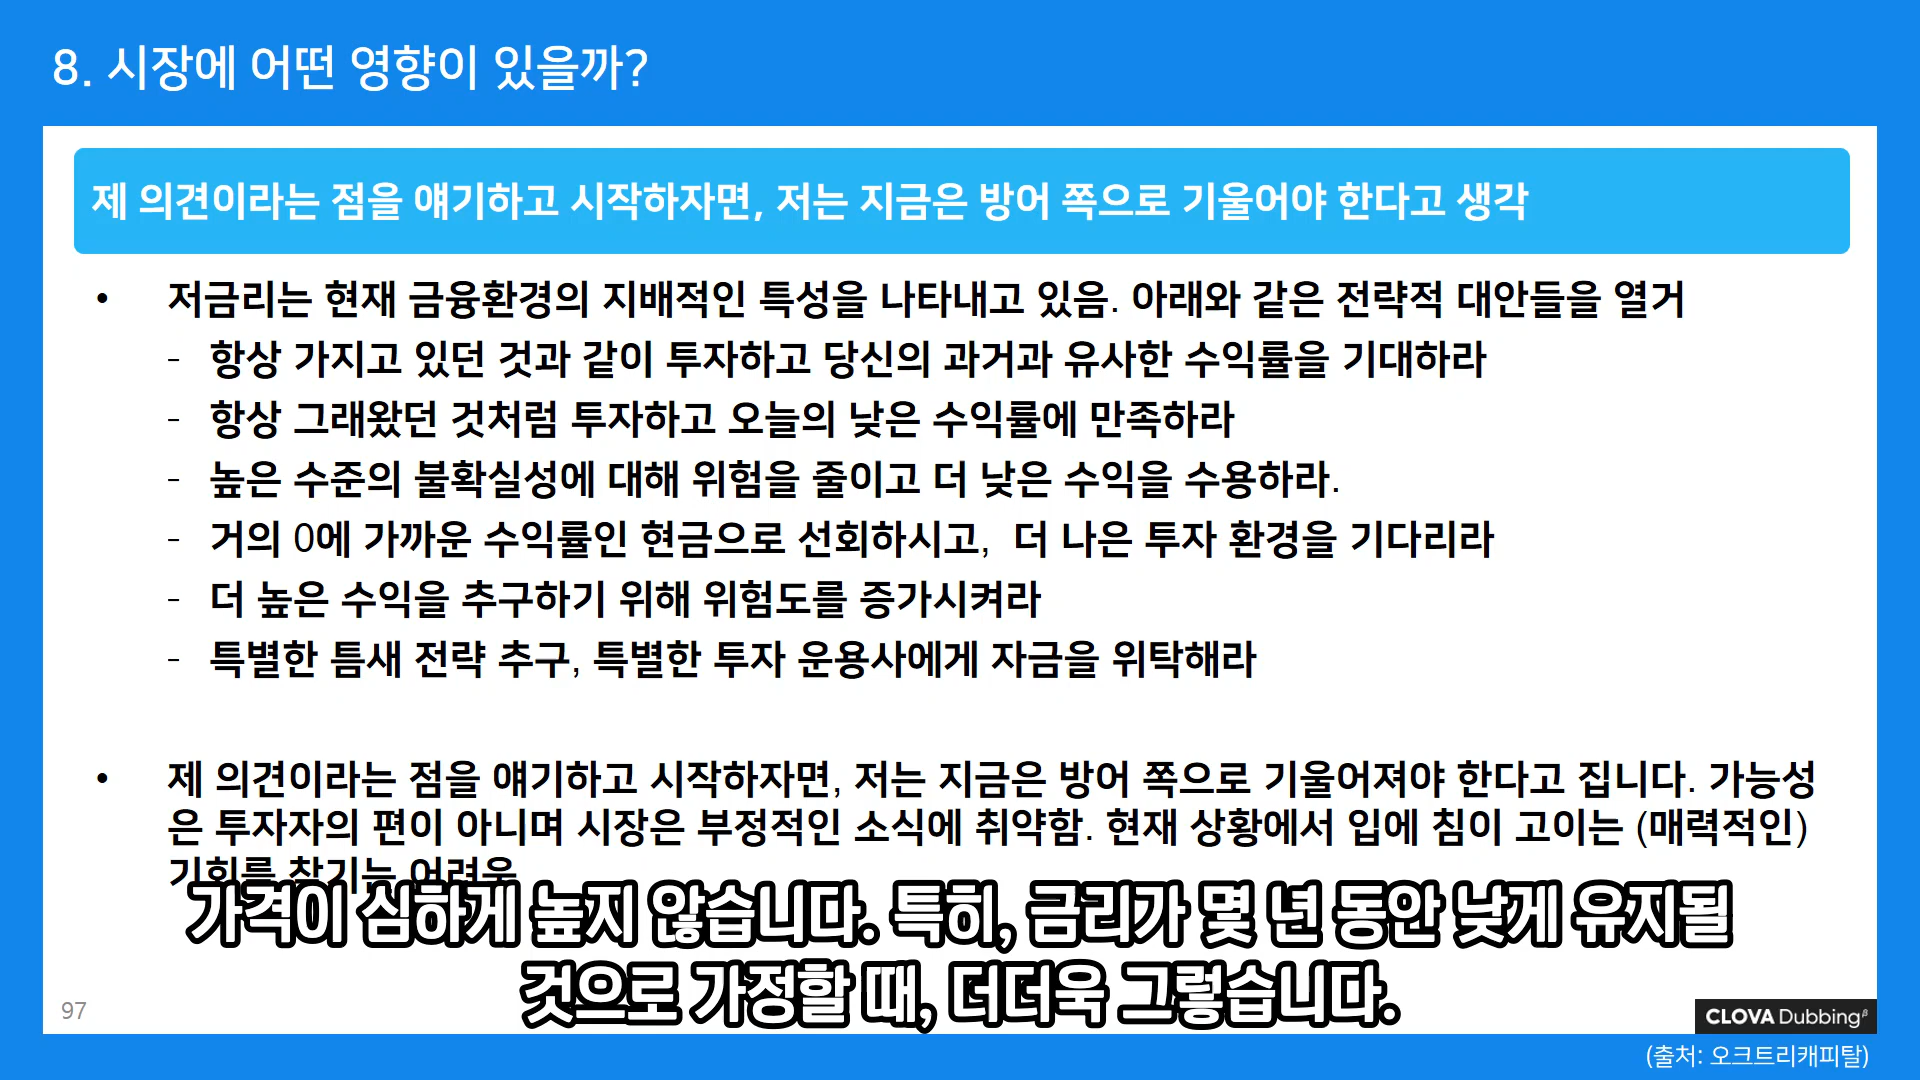 8. 시장에 어떤 영향이 있을까?
제 의견이라는 점을 얘기하고 시작하자면, 저는 지금은 방어 쪽으로 기울어야 한다고 생각
• 저금리는 현재 금융환경의 지배적인 특성을 나타내고 있음. 아래와 같은 전략적 대안들을 열거
- 항상 가지고 있던 것과 같이 투자하고 당신의 과거과 유사한 수익률을 기대하라
- 항상 그래왔던 것처럼 투자하고 오늘의 낮은 수익률에 만족하라
- 높은 수준의 불확실성에 대해 위험을 줄이고 더 낮은 수익을 수용하라.
- 거의 0에 가까운 수익률인 현금으로 선회하시고, 더 나은 투자 환경을 기다리라
- 더 높은 수익을 추구하기 위해 위험도를 증가시켜라
- 특별한 틈새 전략 추구, 특별한 투자 운용사에게 자금을 위탁해라
• 제 의견이라는 점을 얘기하고 시작하자면, 저는 지금은 방어 쪽으로 기울어져야 한다고 집니다. 가능성
은 투자자의 편이 아니며 시장은 부정적인 소식에 취약함. 현재 상황에서 입에 침이 고이는 (매력적인)
기회를 찾기는 어려움
가격이 심하게 높지 않습니다. 특히, 금리가 몇 년 동안 낮게 유지될
것으로 가정할 때, 더더욱 그렇습니다.
97
CLOVA Dubbingᵝ
(출처: 오크트리캐피탈)